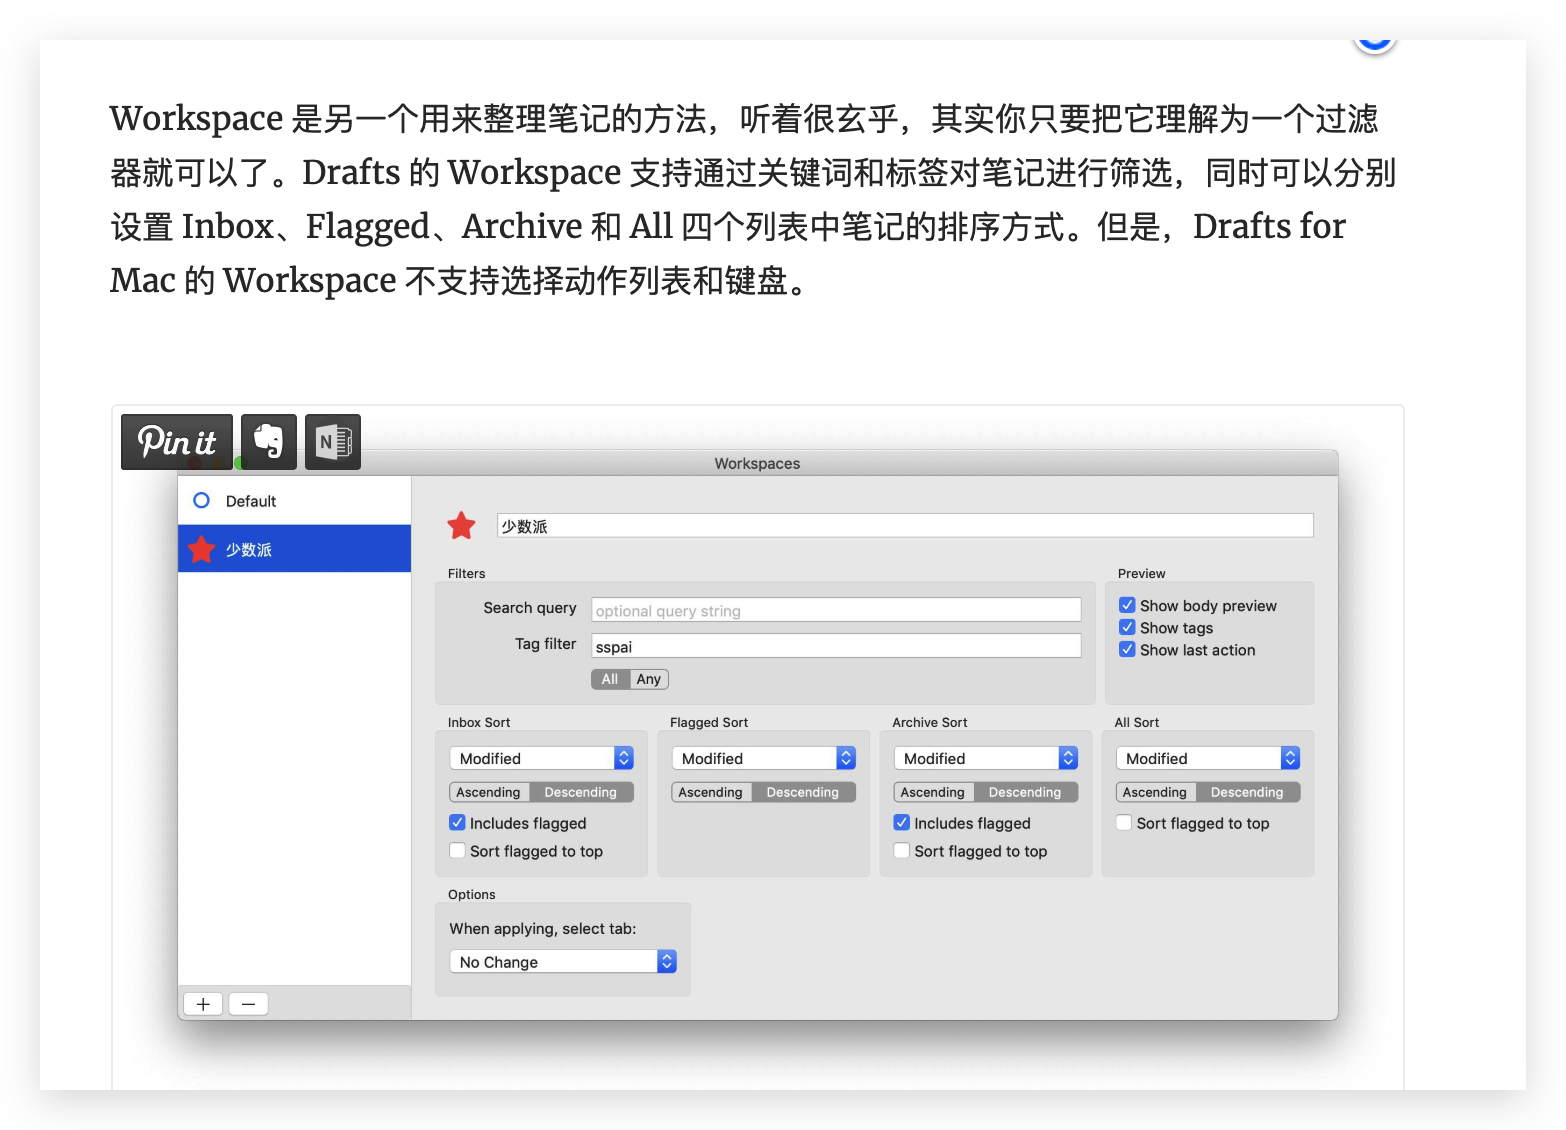 Workspace 是另一个用来整理笔记的方法，听着很玄乎，其实你只要把它理解为一个过滤
器就可以了。Drafts 的 Workspace 支持通过关键词和标签对笔记进行筛选，同时可以分别
设置 Inbox、Flagged、Archive 和 All 四个列表中笔记的排序方式。但是，Drafts for
Mac 的 Workspace 不支持选择动作列表和键盘。
Pin it
N
Workspaces
Default
少数派
少数派
Filters
Search query
optional query string
Tag filter
sspai
All Any
Preview
Show body preview
Show tags
Show last action
Inbox Sort
Modified
Ascending Descending
Includes flagged
Sort flagged to top
Flagged Sort
Modified
Ascending Descending
Archive Sort
Modified
Ascending Descending
Includes flagged
Sort flagged to top
All Sort
Modified
Ascending Descending
Sort flagged to top
Options
When applying, select tab:
No Change